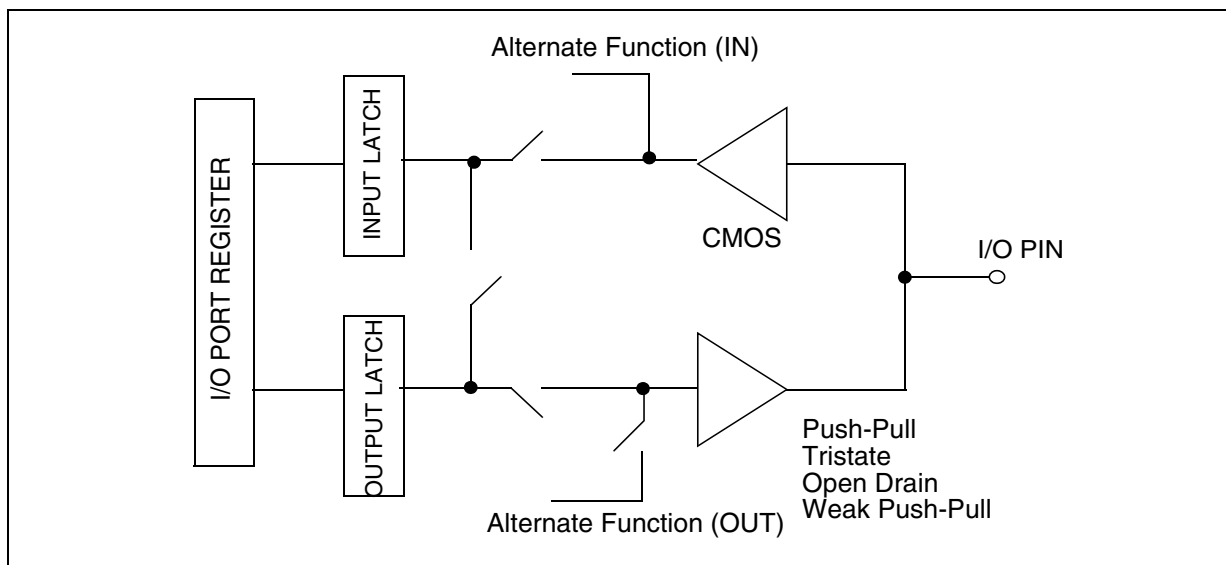 Alternate Function (IN)
I/O PORT REGISTER
INPUT LATCH
CMOS
I/O PIN
OUTPUT LATCH
Push-Pull
Tristate
Open Drain
Weak Push-Pull
Alternate Function (OUT)